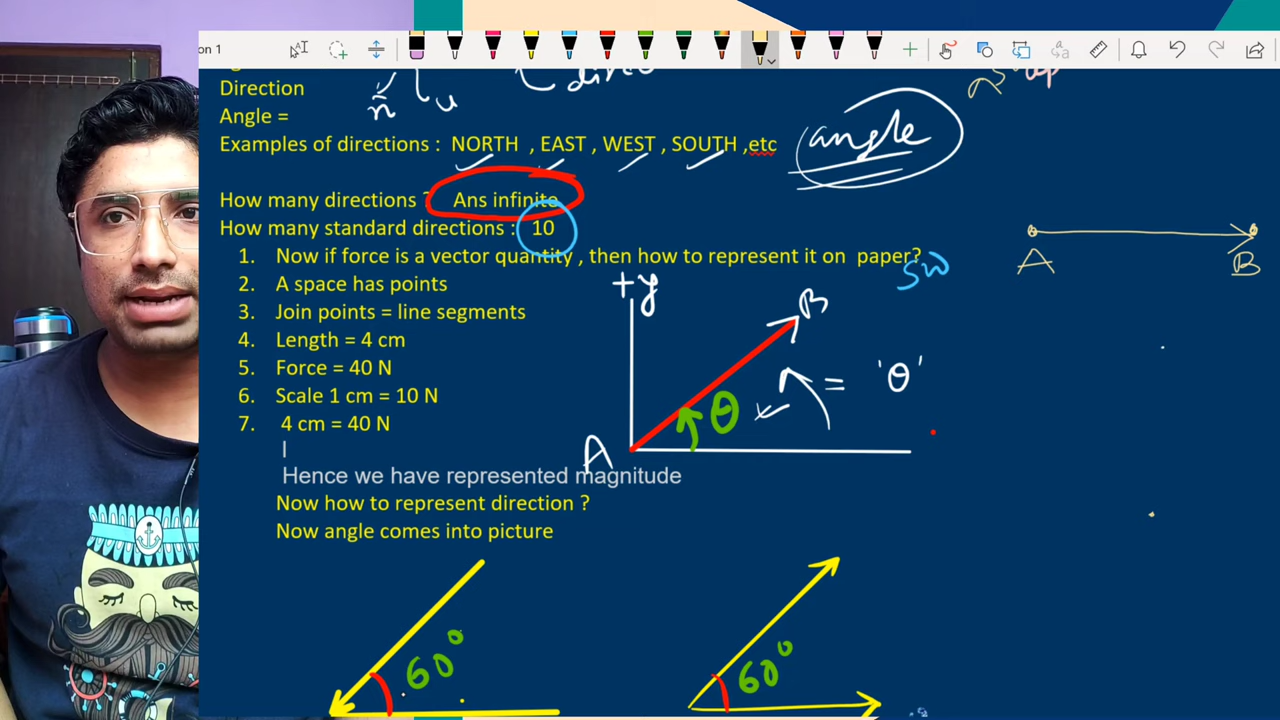 on 1
Direction
Angle =
ñ
u
Examples of directions : NORTH , EAST , WEST , SOUTH ,etc
angle
How many directions ? Ans infinite
How many standard directions : 10
1. Now if force is a vector quantity , then how to represent it on paper?
SW
2. A space has points
3. Join points = line segments
4. Length = 4 cm
5. Force = 40 N
6. Scale 1 cm = 10 N
7. 4 cm = 40 N
Hence we have represented magnitude
Now how to represent direction ?
Now angle comes into picture
+y
B
θ
= 'θ'
A
A B
60°
60°